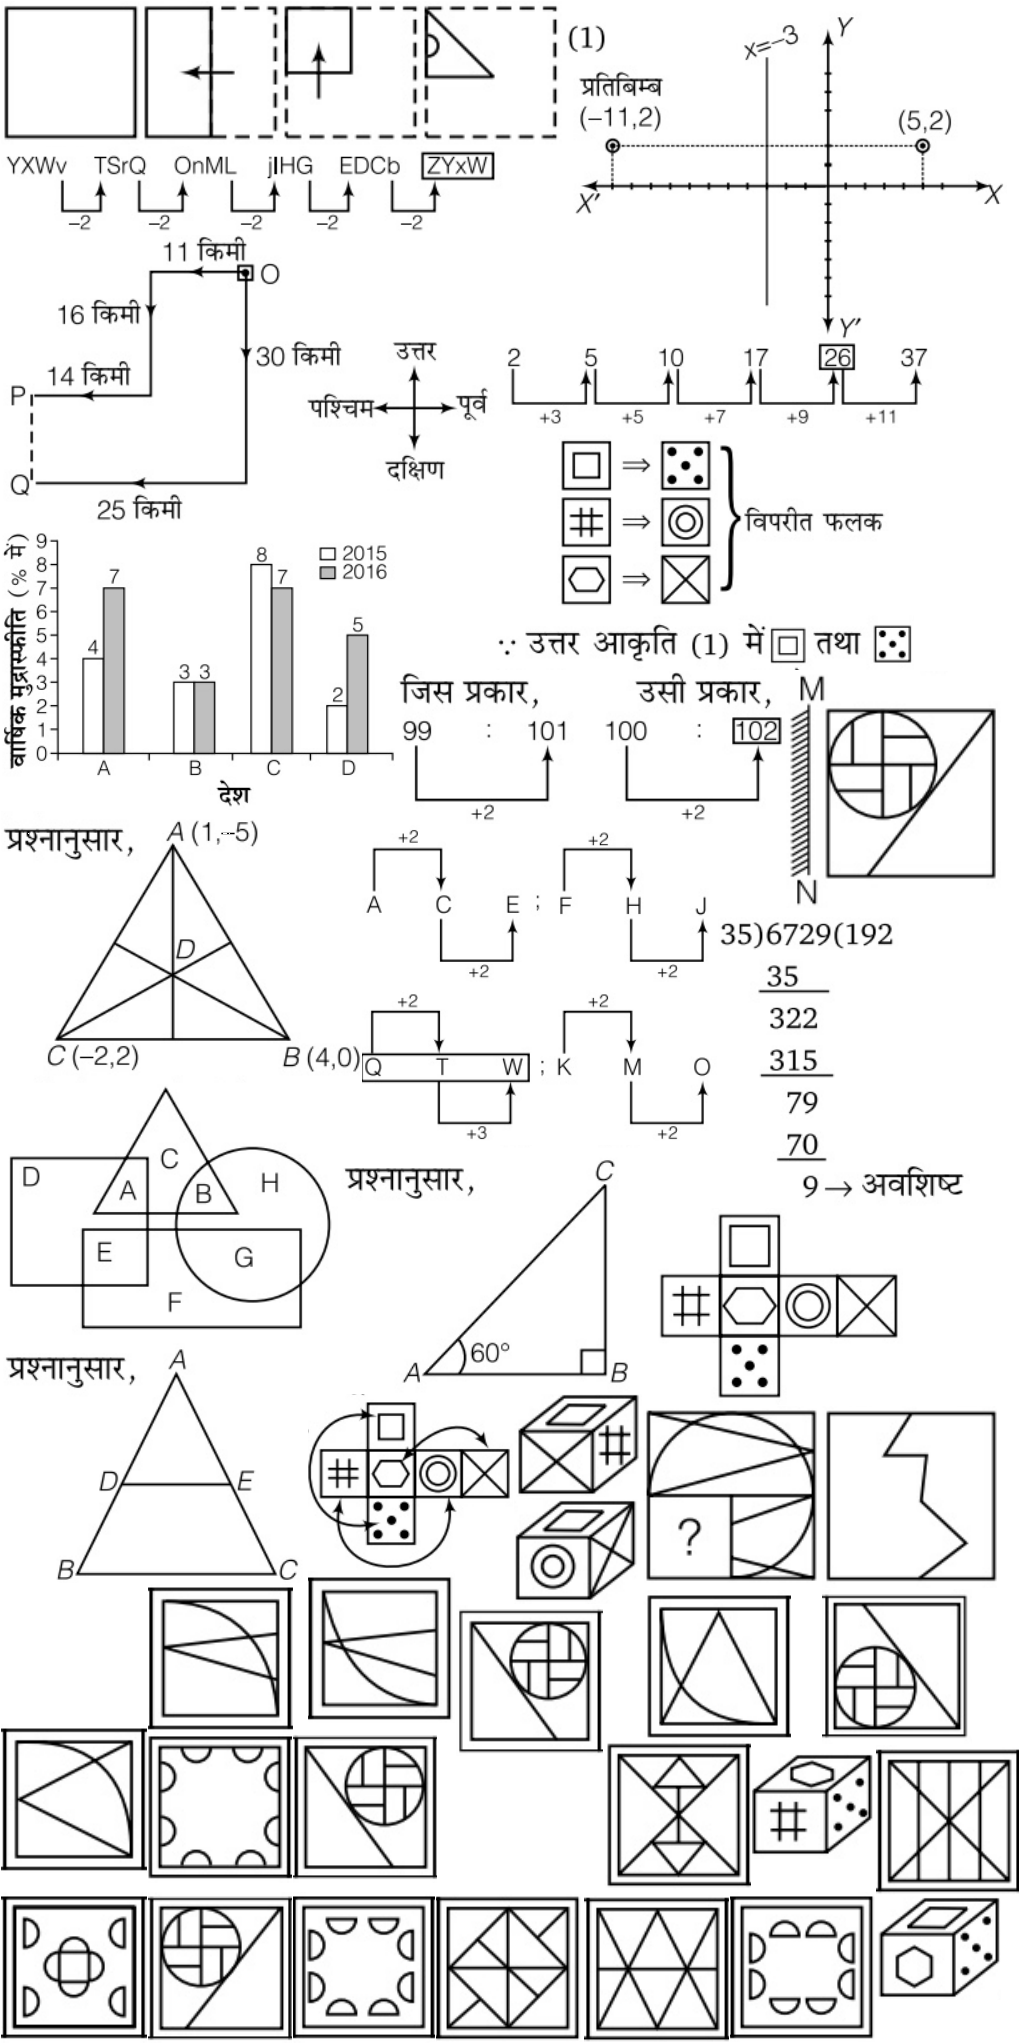 (1)
YXWv TSrQ OnML jIHG EDCb ZYxW
–2 –2 –2 –2 –2
Y
x=–3
प्रतिबिम्ब
(–11,2)
(5,2)
X′ X
Y′
11 किमी
O
16 किमी
30 किमी
14 किमी
P
Q
25 किमी
उत्तर
पश्चिम पूर्व
दक्षिण
2 5 10 17 26 37
+3 +5 +7 +9 +11
⇒
⇒ विपरीत फलक
⇒
∵ उत्तर आकृति (1) में तथा
वार्षिक मुद्रास्फीति (% में)
9
8
7
6
5
4
3
2
1
0
4 7
3 3
8 7
2 5
2015
2016
A B C D
देश
जिस प्रकार, उसी प्रकार,
99 : 101 100 : 102
+2 +2
M
N
प्रश्नानुसार,
A (1,–5)
D
C (–2,2) B (4,0)
+2 +2
A C E ; F H J
+2 +2
+2 +2
Q T W ; K M O
+3 +2
35)6729(192
35
322
315
79
70
9 → अवशिष्ट
D C A B H
E G
F
प्रश्नानुसार,
C
60°
A B
प्रश्नानुसार,
A
D E
B C
?